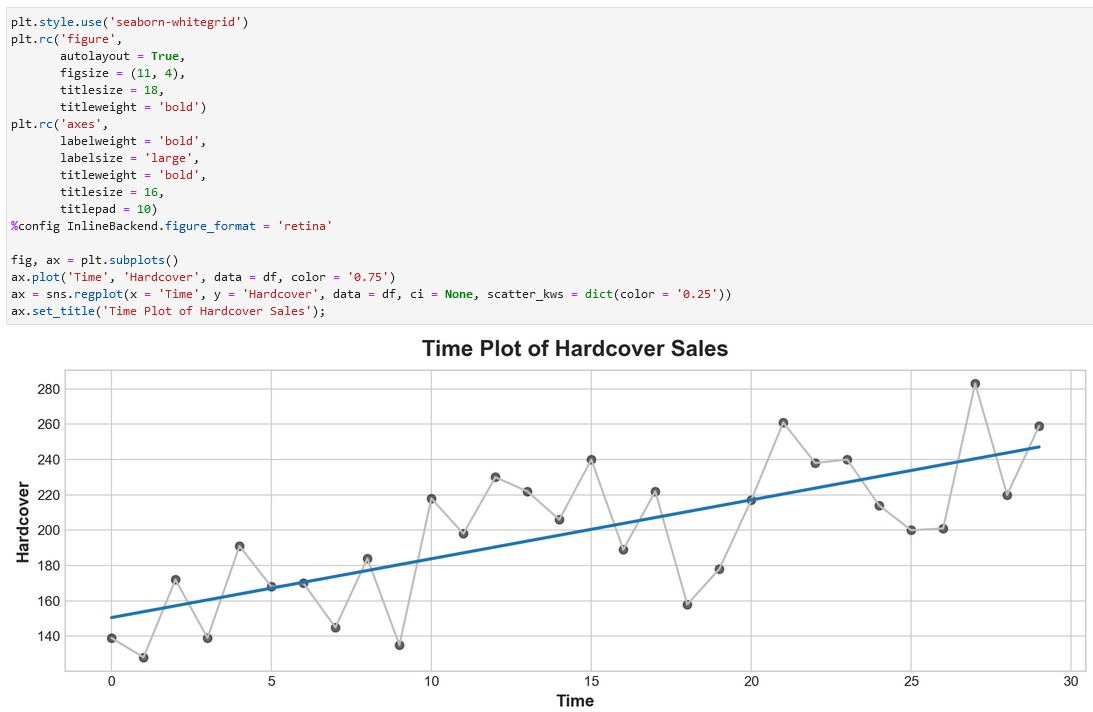 plt.style.use('seaborn-whitegrid')
plt.rc('figure',
       autolayout = True,
       figsize = (11, 4),
       titlesize = 18,
       titleweight = 'bold')
plt.rc('axes',
       labelweight = 'bold',
       labelsize = 'large',
       titleweight = 'bold',
       titlesize = 16,
       titlepad = 10)
%config InlineBackend.figure_format = 'retina'

fig, ax = plt.subplots()
ax.plot('Time', 'Hardcover', data = df, color = '0.75')
ax = sns.regplot(x = 'Time', y = 'Hardcover', data = df, ci = None, scatter_kws = dict(color = '0.25'))
ax.set_title('Time Plot of Hardcover Sales');
Time Plot of Hardcover Sales
280
260
240
220
200
180
160
140
Hardcover
0 5 10 15 20 25 30
Time